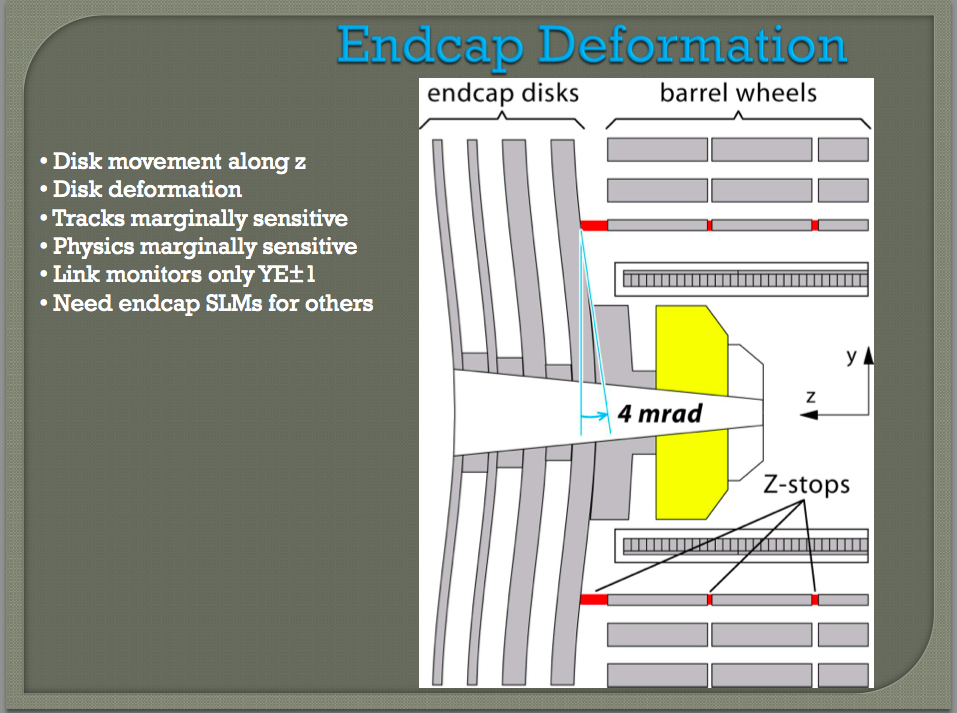 Endcap Deformation
endcap disks
barrel wheels
• Disk movement along z
• Disk deformation
• Tracks marginally sensitive
• Physics marginally sensitive
• Link monitors only YE±1
• Need endcap SLMs for others
y
z
4 mrad
Z-stops